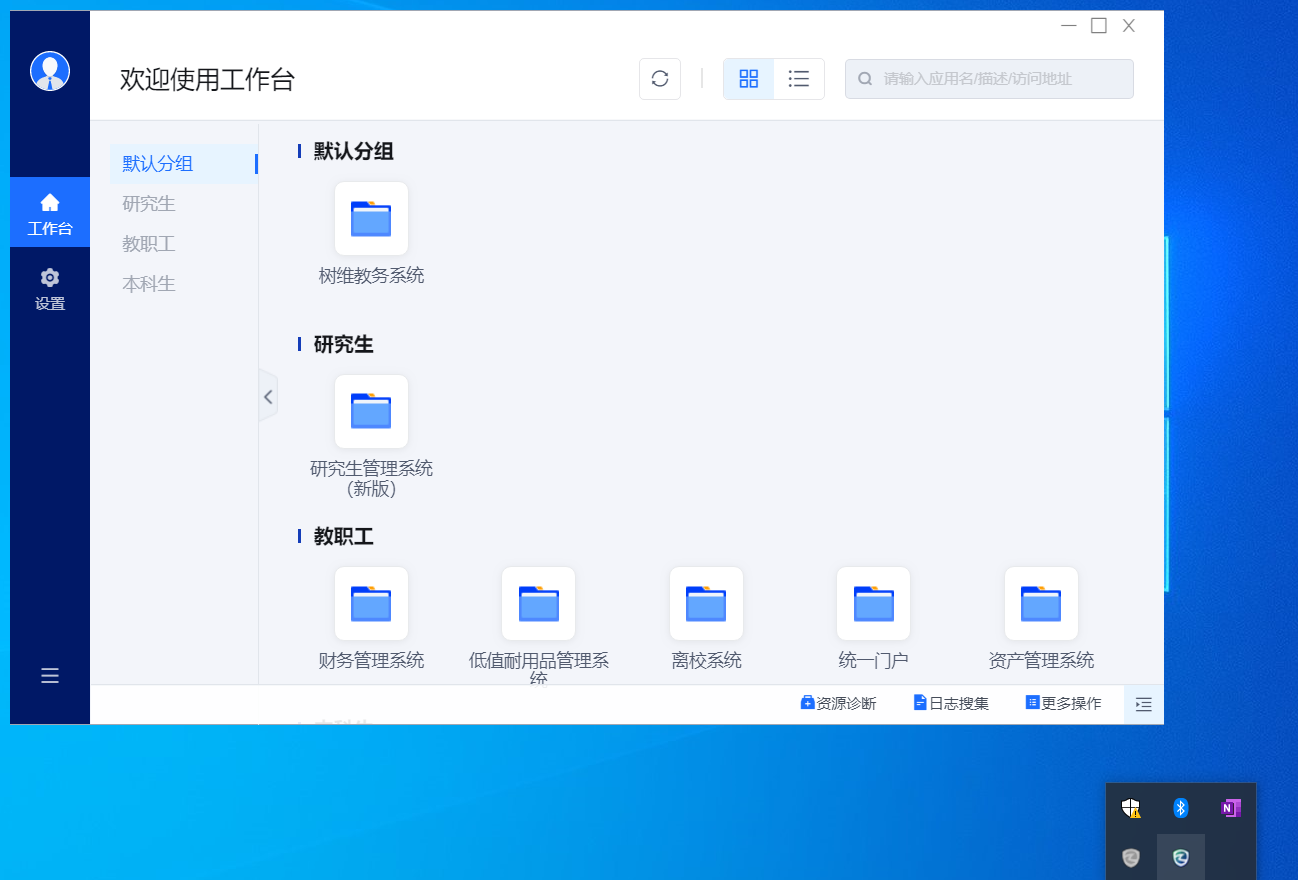 欢迎使用工作台
请输入应用名/描述/访问地址
工作台
设置
默认分组
研究生
教职工
本科生
默认分组
树维教务系统
研究生
研究生管理系统
(新版)
教职工
财务管理系统
低值耐用品管理系
统
离校系统
统一门户
资产管理系统
本科生
资源诊断
日志搜集
更多操作
N